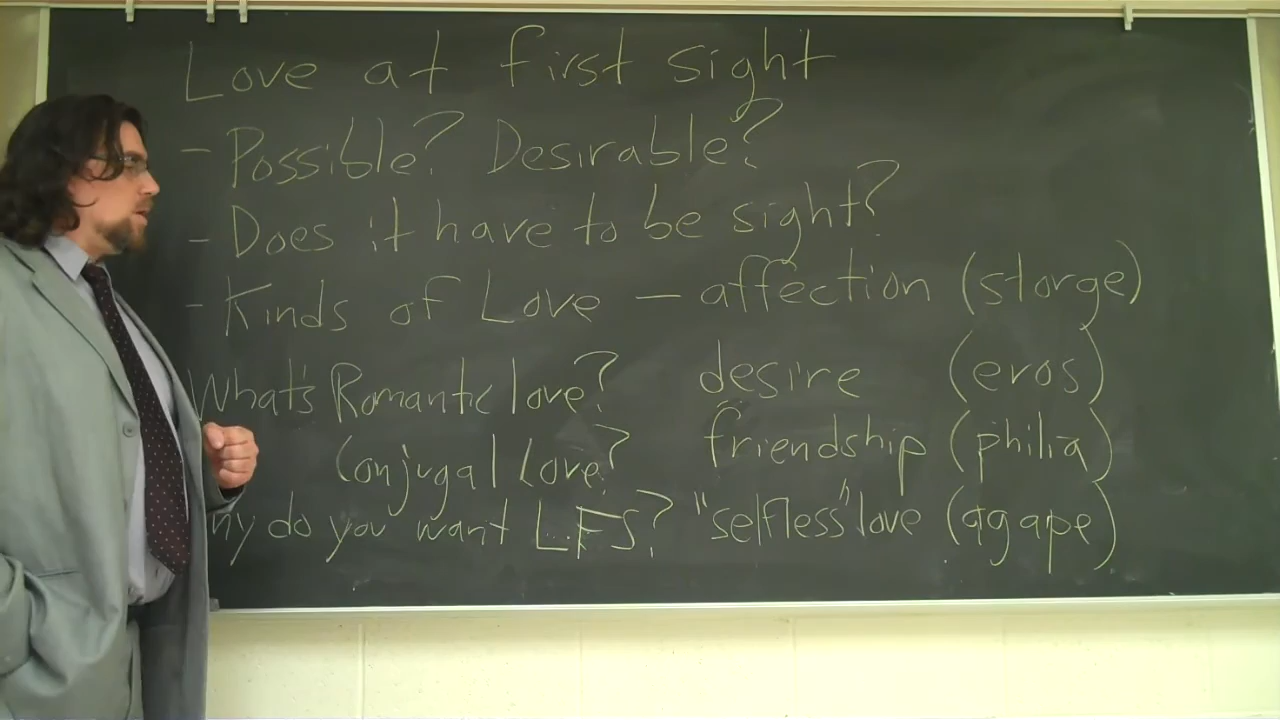 Love at first sight
- Possible? Desirable?
- Does it have to be sight?
- Kinds of Love — affection (storge)
What's Romantic love? desire (eros)
Conjugal Love? friendship (philia)
do you want LFS? "selfless" love (agape)